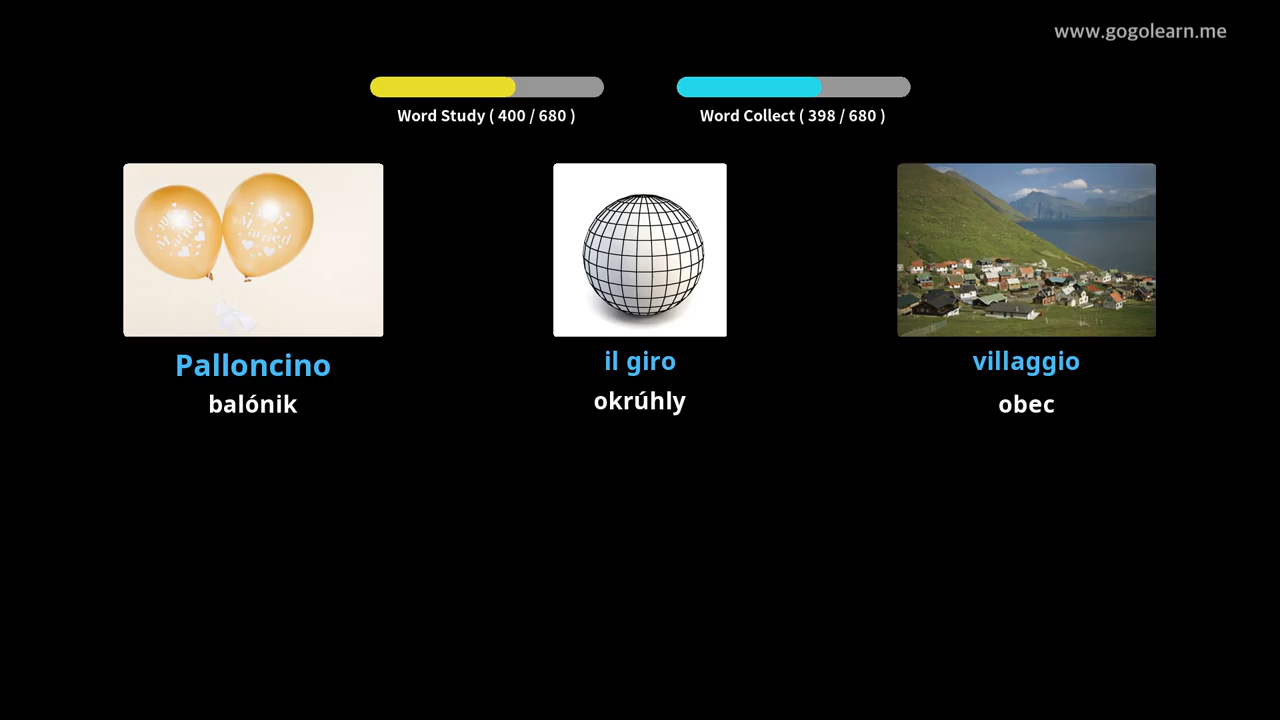 www.gogolearn.me
Word Study ( 400 / 680 )
Word Collect ( 398 / 680 )
Palloncino
balónik
il giro
okrúhly
villaggio
obec